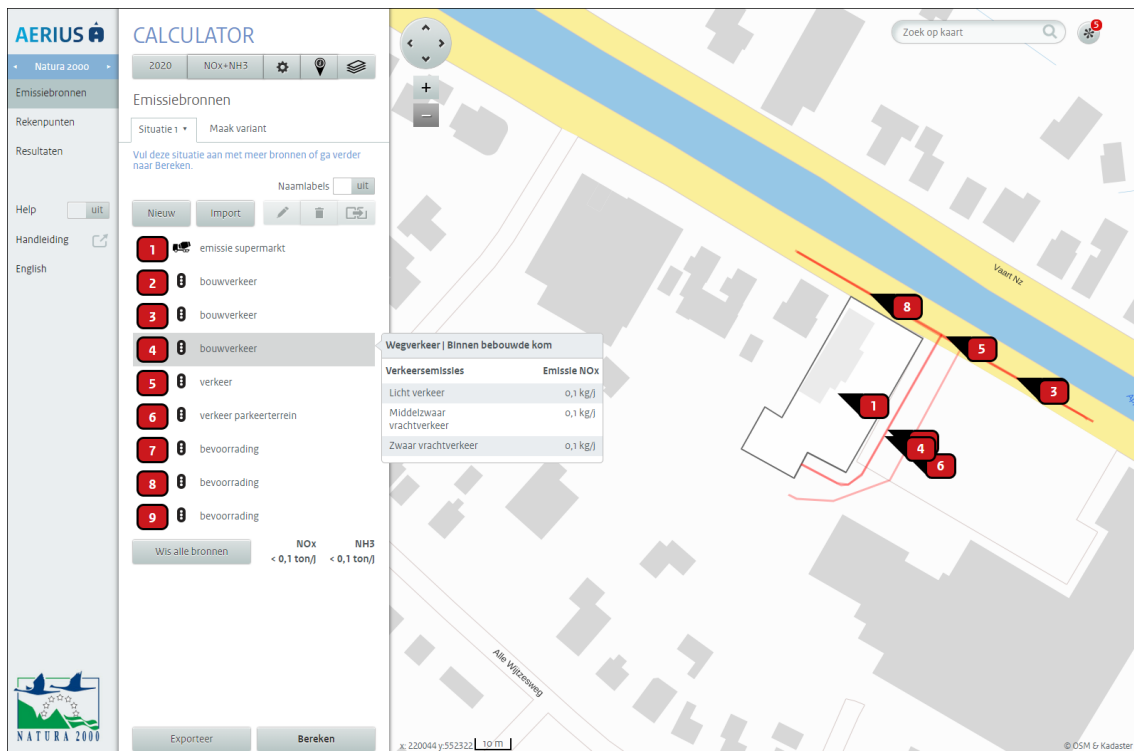 AERIUS
Natura 2000
Emissiebronnen
Rekenpunten
Resultaten
Help uit
Handleiding
English
NATURA 2000
CALCULATOR
2020 NOx+NH3
Emissiebronnen
Situatie 1 Maak variant
Vul deze situatie aan met meer bronnen of ga verder
naar Bereken.
Naamlabels uit
Nieuw Import
1 emissie supermarkt
2 bouwverkeer
3 bouwverkeer
4 bouwverkeer
5 verkeer
6 verkeer parkeerterrein
7 bevoorrading
8 bevoorrading
9 bevoorrading
Wis alle bronnen
NOx NH3
< 0,1 ton/j < 0,1 ton/j
Exporteer Bereken
Wegverkeer | Binnen bebouwde kom
Verkeersemissies Emissie NOx
Licht verkeer 0,1 kg/j
Middelzwaar
vrachtverkeer 0,1 kg/j
Zwaar vrachtverkeer 0,1 kg/j
+
−
Zoek op kaart
5
Vaart Nz
8
5
3
1
4
6
Alle Wijtzesweg
x: 220044 y:552322 10 m
© OSM & Kadaster